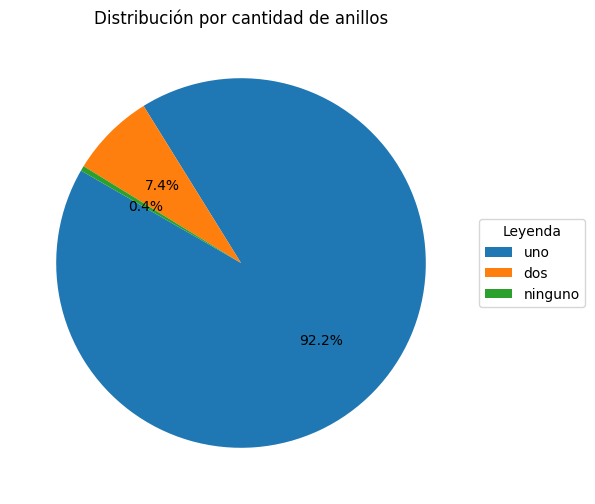 Distribución por cantidad de anillos
7.4%
0.4%
92.2%
Leyenda
uno
dos
ninguno